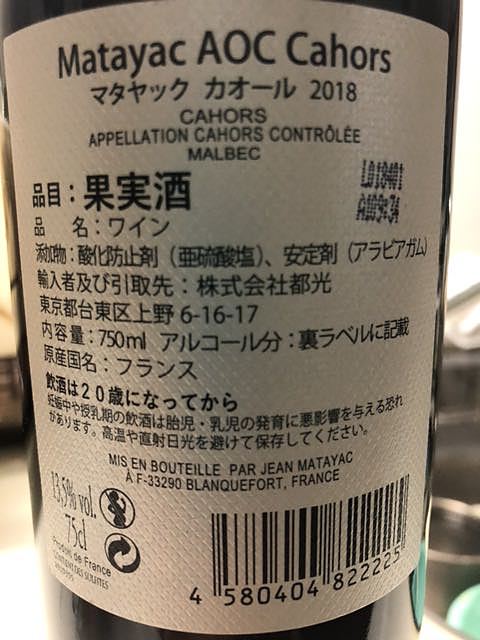 Matayac AOC Cahors
マタヤック カオール 2018
CAHORS
APPELLATION CAHORS CONTRÔLÉE
MALBEC
品目：果実酒
品　名：ワイン
添加物：酸化防止剤（亜硫酸塩）、安定剤（アラビアガム）
輸入者及び引取先：株式会社都光
東京都台東区上野 6-16-17
内容量：750ml アルコール分：裏ラベルに記載
原産国名：フランス
飲酒は２０歳になってから
妊娠中や授乳期の飲酒は胎児・乳児の発育に悪影響を与える恐れ
があります。高温や直射日光を避けて保存してください。
MIS EN BOUTEILLE PAR JEAN MATAYAC
À F-33290 BLANQUEFORT, FRANCE
13,5% vol.
75cl
Produit de France
CONTIENT DES SULFITES
4 580404 822225